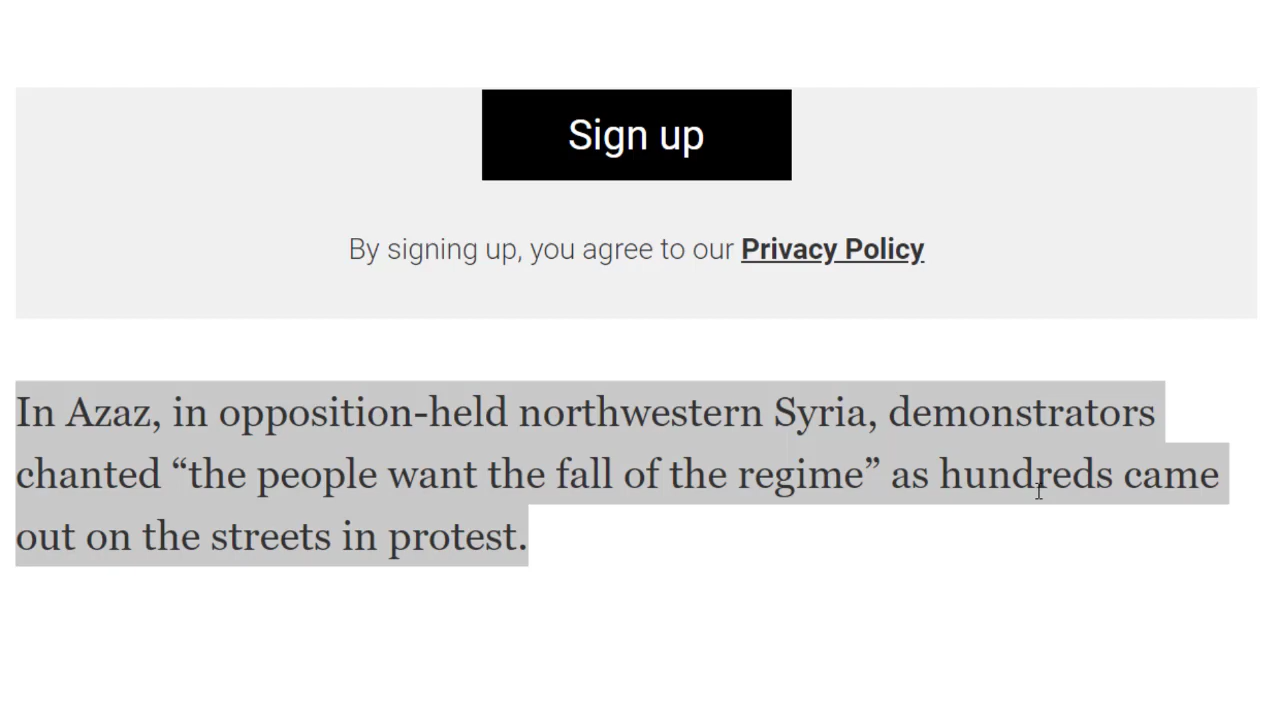 Sign up
By signing up, you agree to our Privacy Policy
In Azaz, in opposition-held northwestern Syria, demonstrators
chanted “the people want the fall of the regime” as hundreds came
out on the streets in protest.